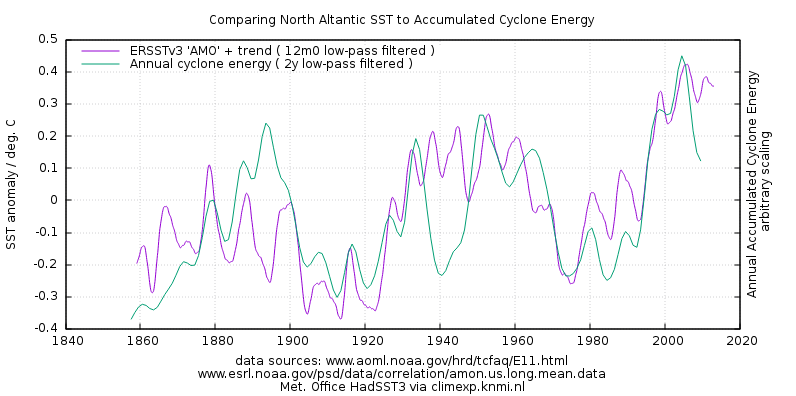 Comparing North Altantic SST to Accumulated Cyclone Energy
ERSSTv3 'AMO' + trend ( 12m0 low-pass filtered )
Annual cyclone energy ( 2y low-pass filtered )
0.5
0.4
0.3
0.2
0.1
0
-0.1
-0.2
-0.3
-0.4
SST anomaly / deg. C
Annual Accumulated Cyclone Energy
arbitrary scaling
1840 1860 1880 1900 1920 1940 1960 1980 2000 2020
data sources: www.aoml.noaa.gov/hrd/tcfaq/E11.html
www.esrl.noaa.gov/psd/data/correlation/amon.us.long.mean.data
Met. Office HadSST3 via climexp.knmi.nl